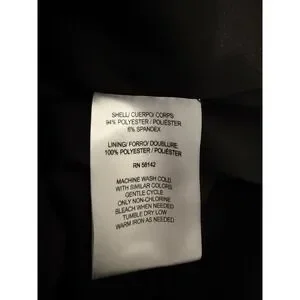 SHELL/ CUERPO/ CORPS:
94% POLYESTER / POLIÉSTER
6% SPANDEX
LINING/ FORRO/ DOUBLURE:
100% POLYESTER / POLIÉSTER
RN 58142
MACHINE WASH COLD
WITH SIMILAR COLORS
GENTLE CYCLE
ONLY NON-CHLORINE
BLEACH WHEN NEEDED
TUMBLE DRY LOW
WARM IRON AS NEEDED